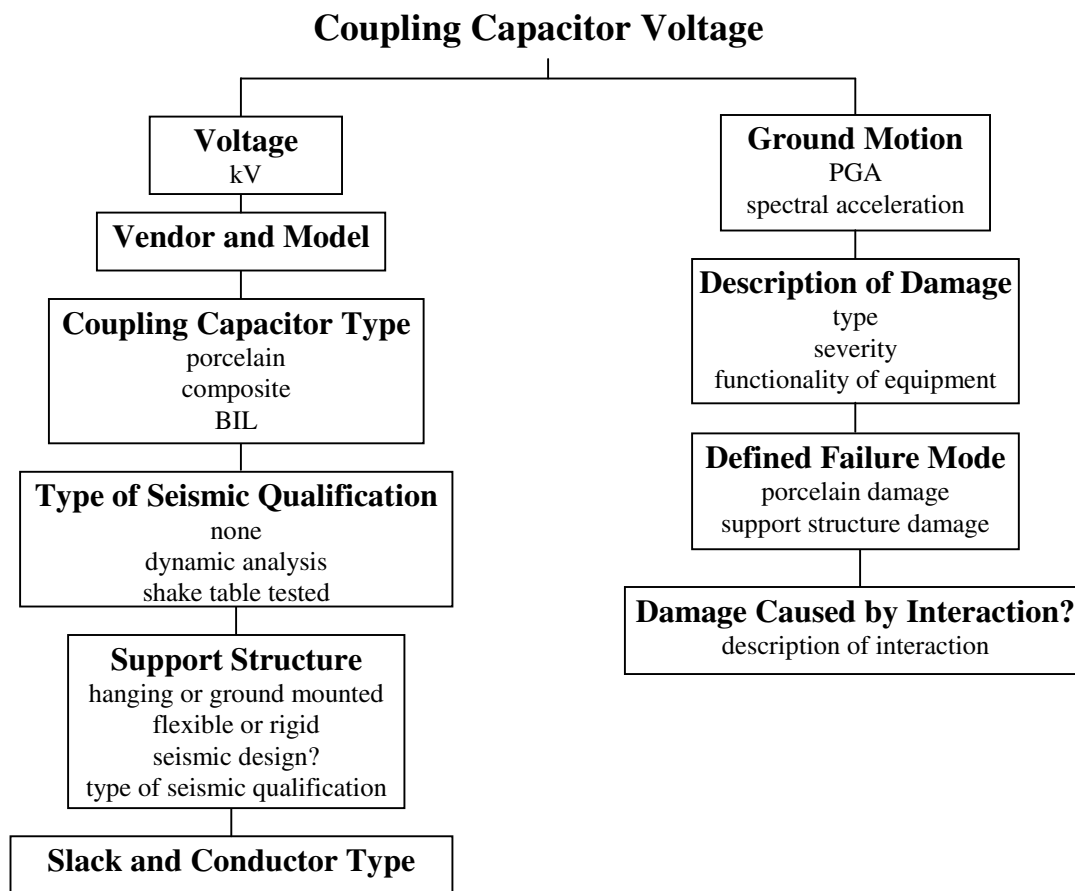 Coupling Capacitor Voltage
Voltage
kV
Vendor and Model
Coupling Capacitor Type
porcelain
composite
BIL
Type of Seismic Qualification
none
dynamic analysis
shake table tested
Support Structure
hanging or ground mounted
flexible or rigid
seismic design?
type of seismic qualification
Slack and Conductor Type
Ground Motion
PGA
spectral acceleration
Description of Damage
type
severity
functionality of equipment
Defined Failure Mode
porcelain damage
support structure damage
Damage Caused by Interaction?
description of interaction